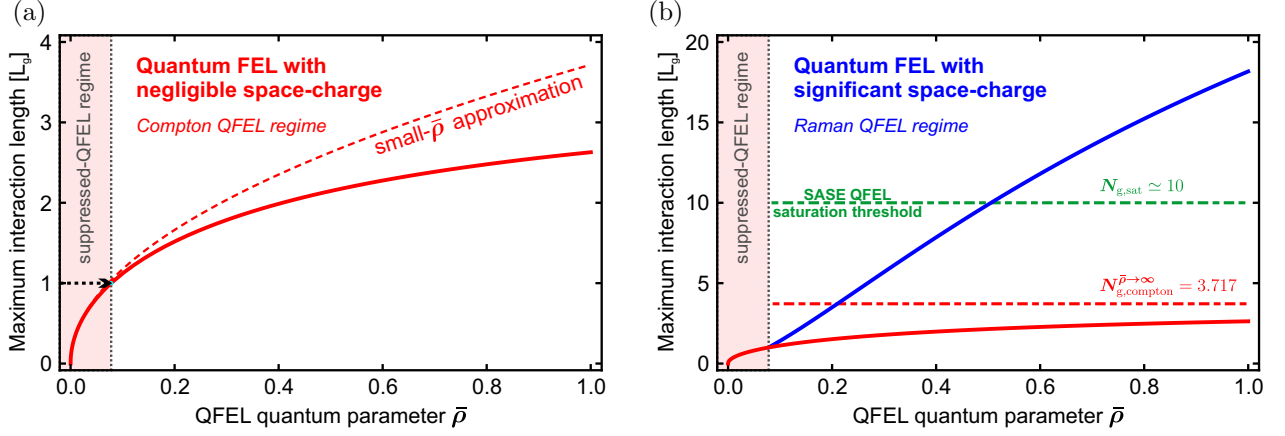 (a)
Maximum interaction length [L_g]
4
3
2
1
0
suppressed-QFEL regime
Quantum FEL with
negligible space-charge
Compton QFEL regime
small-ρ̄ approximation
0.0 0.2 0.4 0.6 0.8 1.0
QFEL quantum parameter ρ̄
(b)
Maximum interaction length [L_g]
20
15
10
5
0
suppressed-QFEL regime
Quantum FEL with
significant space-charge
Raman QFEL regime
SASE QFEL
saturation threshold
N_{g,sat} ≃ 10
N_{g,compton}^{ρ̄→∞} = 3.717
0.0 0.2 0.4 0.6 0.8 1.0
QFEL quantum parameter ρ̄